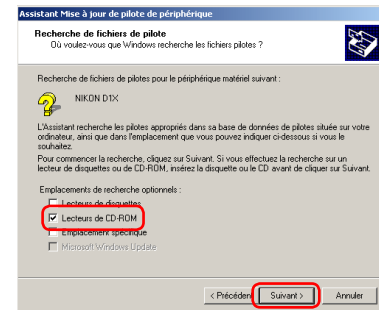 Assistant Mise à jour de pilote de périphérique
Recherche de fichiers de pilote
Où voulez-vous que Windows recherche les fichiers pilotes ?
Recherche de fichiers de pilotes pour le périphérique matériel suivant :
NIKON D1X
L'Assistant recherche les pilotes appropriés dans sa base de données de pilotes située sur votre
ordinateur, ainsi que dans l'emplacement que vous pouvez indiquer ci-dessous si vous le
souhaitez.
Pour commencer la recherche, cliquez sur Suivant. Si vous effectuez la recherche sur un
lecteur de disquettes ou de CD-ROM, insérez la disquette ou le CD avant de cliquer sur Suivant.
Emplacements de recherche optionnels :
Lecteurs de disquettes
Lecteurs de CD-ROM
Emplacement spécifique
Microsoft Windows Update
< Précéden Suivant > Annuler